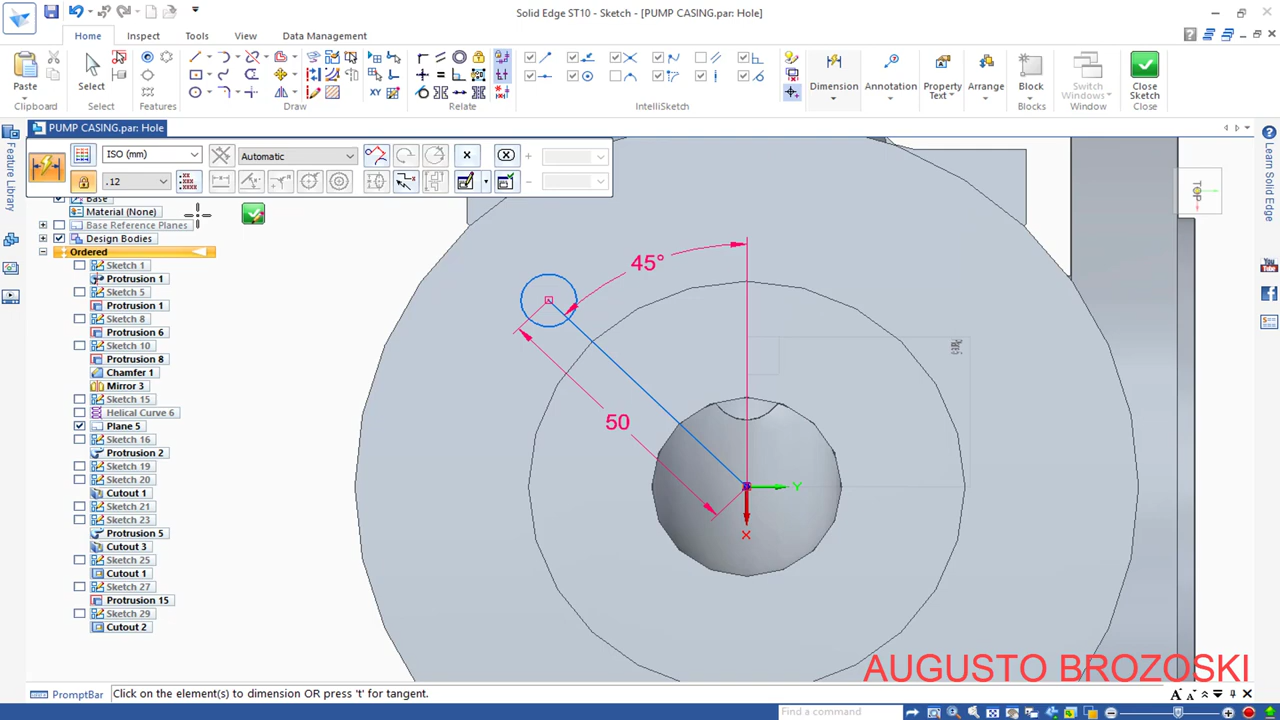 Solid Edge ST10 - Sketch - [PUMP CASING.par: Hole]
Home Inspect Tools View Data Management
Paste Select Dimension Annotation Property Text Arrange Block Switch Windows Close Sketch
Clipboard Select Features Draw Relate IntelliSketch Blocks Window Close
PUMP CASING.par: Hole
ISO (mm) Automatic
.12
Base
Material (None)
Base Reference Planes
Design Bodies
Ordered
Sketch 1
Protrusion 1
Sketch 5
Protrusion 1
Sketch 8
Protrusion 6
Sketch 10
Protrusion 8
Chamfer 1
Mirror 3
Sketch 15
Helical Curve 6
Plane 5
Sketch 16
Protrusion 2
Sketch 19
Sketch 20
Cutout 1
Sketch 21
Sketch 23
Protrusion 5
Cutout 3
Sketch 25
Cutout 1
Sketch 27
Protrusion 15
Sketch 29
Cutout 2
Feature Library
45°
50
Y
X
TOP
Learn Solid Edge
AUGUSTO BROZOSKI
PromptBar Click on the element(s) to dimension OR press 't' for tangent.
Find a command